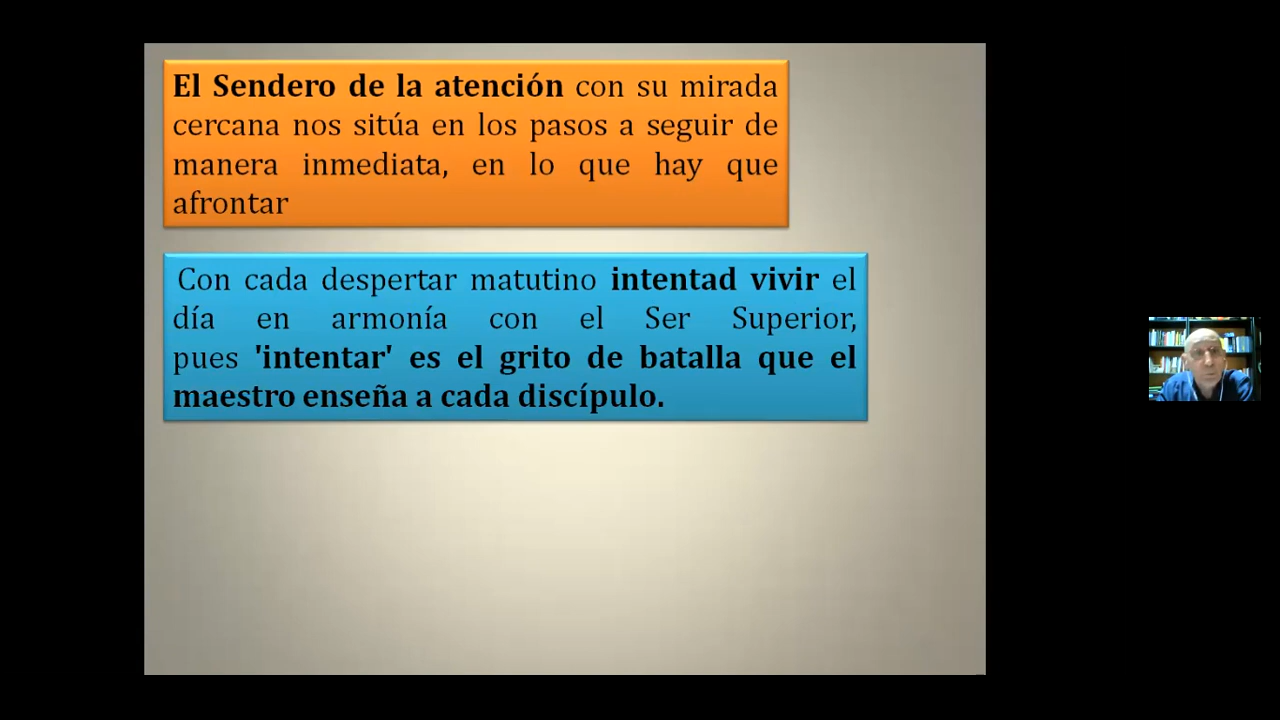 El Sendero de la atención con su mirada
cercana nos sitúa en los pasos a seguir de
manera inmediata, en lo que hay que
afrontar
Con cada despertar matutino intentad vivir el
día en armonía con el Ser Superior,
pues 'intentar' es el grito de batalla que el
maestro enseña a cada discípulo.